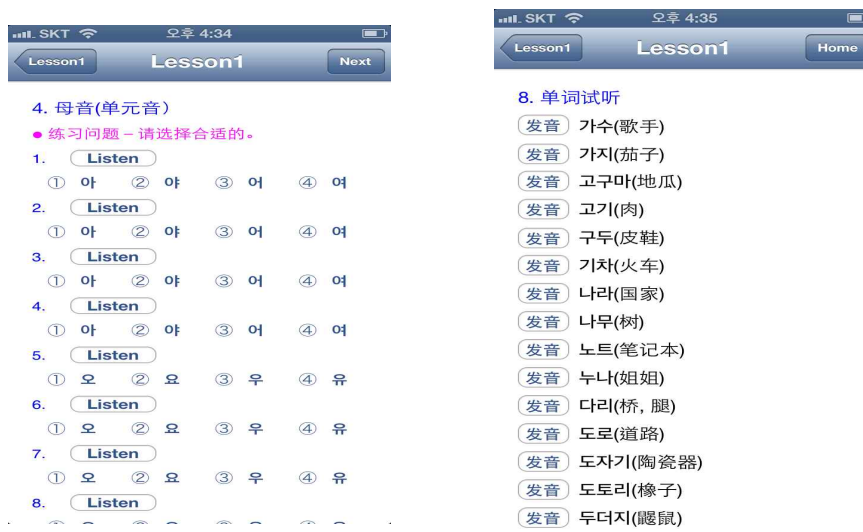 SKT 오후 4:34
Lesson1 Lesson1 Next
4. 母音(单元音)
● 练习问题 – 请选择合适的。
1. Listen
① 아 ② 야 ③ 어 ④ 여
2. Listen
① 아 ② 야 ③ 어 ④ 여
3. Listen
① 아 ② 야 ③ 어 ④ 여
4. Listen
① 아 ② 야 ③ 어 ④ 여
5. Listen
① 오 ② 요 ③ 우 ④ 유
6. Listen
① 오 ② 요 ③ 우 ④ 유
7. Listen
① 오 ② 요 ③ 우 ④ 유
8. Listen
SKT 오후 4:35
Lesson1 Lesson1 Home
8. 单词试听
发音 가수(歌手)
发音 가지(茄子)
发音 고구마(地瓜)
发音 고기(肉)
发音 구두(皮鞋)
发音 기차(火车)
发音 나라(国家)
发音 나무(树)
发音 노트(笔记本)
发音 누나(姐姐)
发音 다리(桥, 腿)
发音 도로(道路)
发音 도자기(陶瓷器)
发音 도토리(橡子)
发音 두더지(鼹鼠)